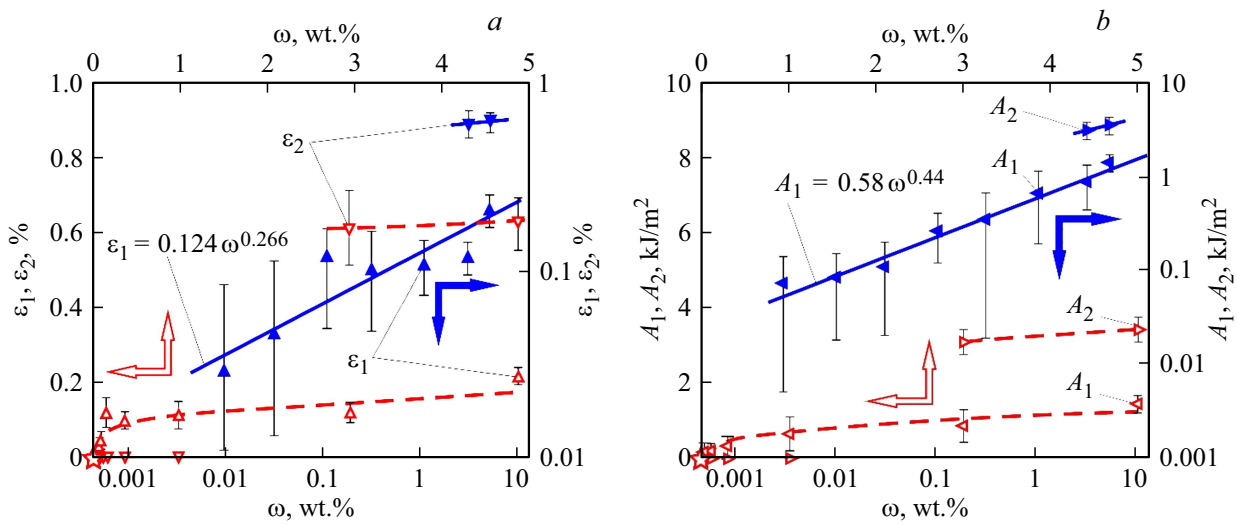 ω, wt.%
a
0 1 2 3 4 5
1.0
0.8
0.6
0.4
0.2
0
ε₁, ε₂, %
1
0.1
0.01
ε₁, ε₂, %
ε₂
ε₁ = 0.124 ω^0.266
ε₁
0.001 0.01 0.1 1 10
ω, wt.%
ω, wt.%
b
0 1 2 3 4 5
10
8
6
4
2
0
A₁, A₂, kJ/m²
10
1
0.1
0.01
0.001
A₁, A₂, kJ/m²
A₂
A₁
A₁ = 0.58 ω^0.44
A₂
A₁
0.001 0.01 0.1 1 10
ω, wt.%